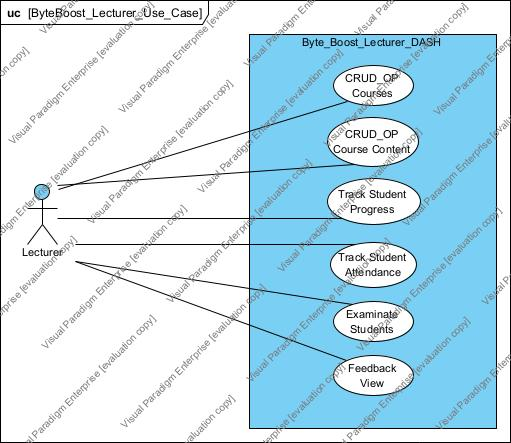 uc [ByteBoost_Lecturer_Use_Case]
Byte_Boost_Lecturer_DASH
CRUD_OP
Courses
CRUD_OP
Course Content
Track Student
Progress
Lecturer
Track Student
Attendance
Examinate
Students
Feedback
View
Visual Paradigm Enterprise [evaluation copy]